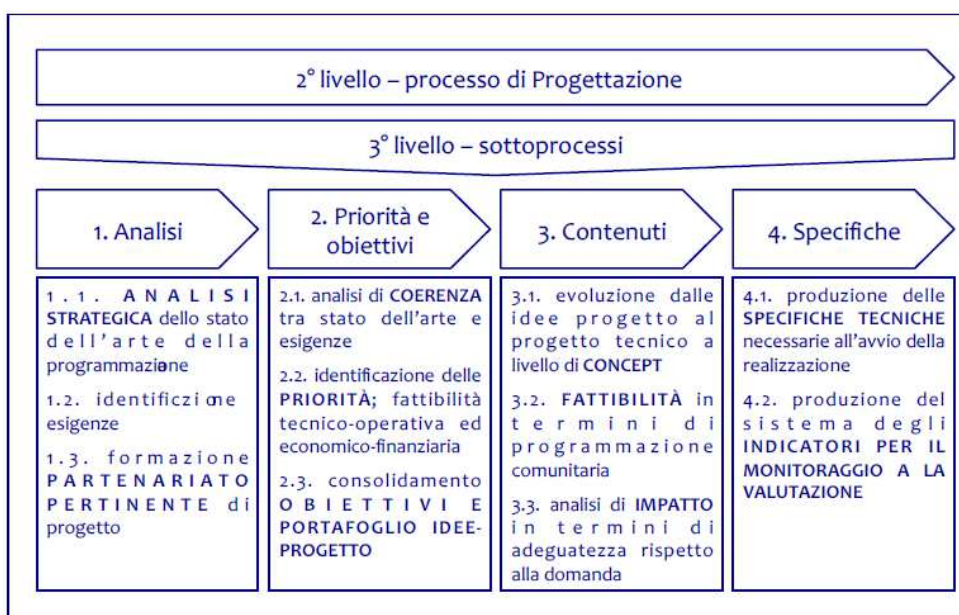 2° livello – processo di Progettazione
3° livello – sottoprocessi
1. Analisi
2. Priorità e
obiettivi
3. Contenuti
4. Specifiche
1.1. ANALISI
STRATEGICA dello stato
dell'arte della
programmazione
1.2. identificzione
esigenze
1.3. formazione
PARTENARIATO
PERTINENTE di
progetto
2.1. analisi di COERENZA
tra stato dell'arte e
esigenze
2.2. identificazione delle
PRIORITÀ; fattibilità
tecnico-operativa ed
economico-finanziaria
2.3. consolidamento
OBIETTIVI E
PORTAFOGLIO IDEE-
PROGETTO
3.1. evoluzione dalle
idee progetto al
progetto tecnico a
livello di CONCEPT
3.2. FATTIBILITÀ in
termini di
programmazione
comunitaria
3.3. analisi di IMPATTO
in termini di
adeguatezza rispetto
alla domanda
4.1. produzione delle
SPECIFICHE TECNICHE
necessarie all'avvio della
realizzazione
4.2. produzione del
sistema degli
INDICATORI PER IL
MONITORAGGIO A LA
VALUTAZIONE